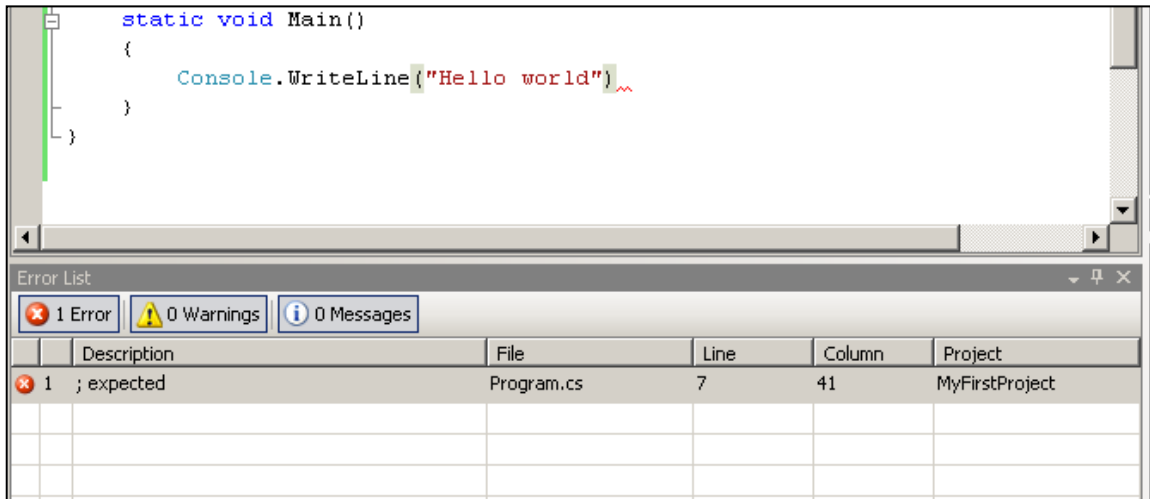 static void Main()
{
Console.WriteLine("Hello world")
}
}
Error List
1 Error 0 Warnings 0 Messages
Description File Line Column Project
1 ; expected Program.cs 7 41 MyFirstProject